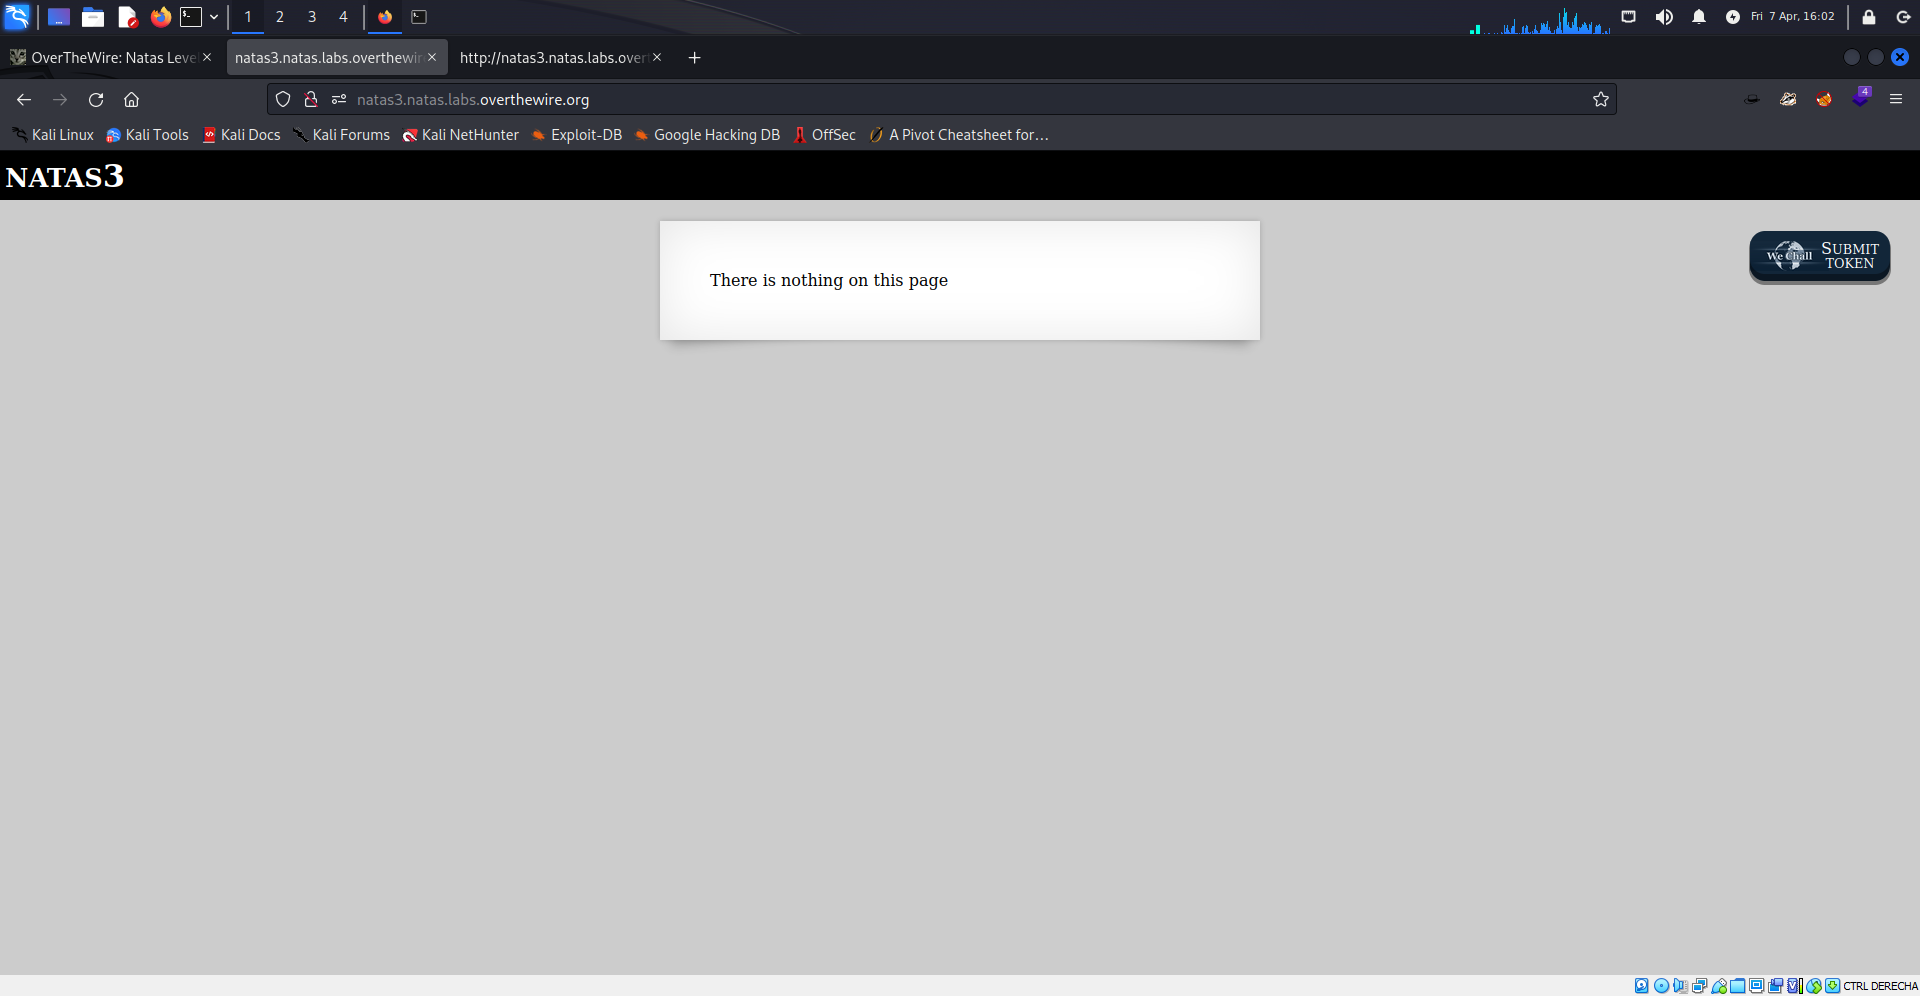 1 2 3 4 Fri 7 Apr, 16:02
OverTheWire: Natas Leve natas3.natas.labs.overthewir http://natas3.natas.labs.over
natas3.natas.labs.overthewire.org 4
Kali Linux Kali Tools Kali Docs Kali Forums Kali NetHunter Exploit-DB Google Hacking DB OffSec A Pivot Cheatsheet for...
NATAS3
There is nothing on this page
We Chall SUBMIT
TOKEN
CTRL DERECHA